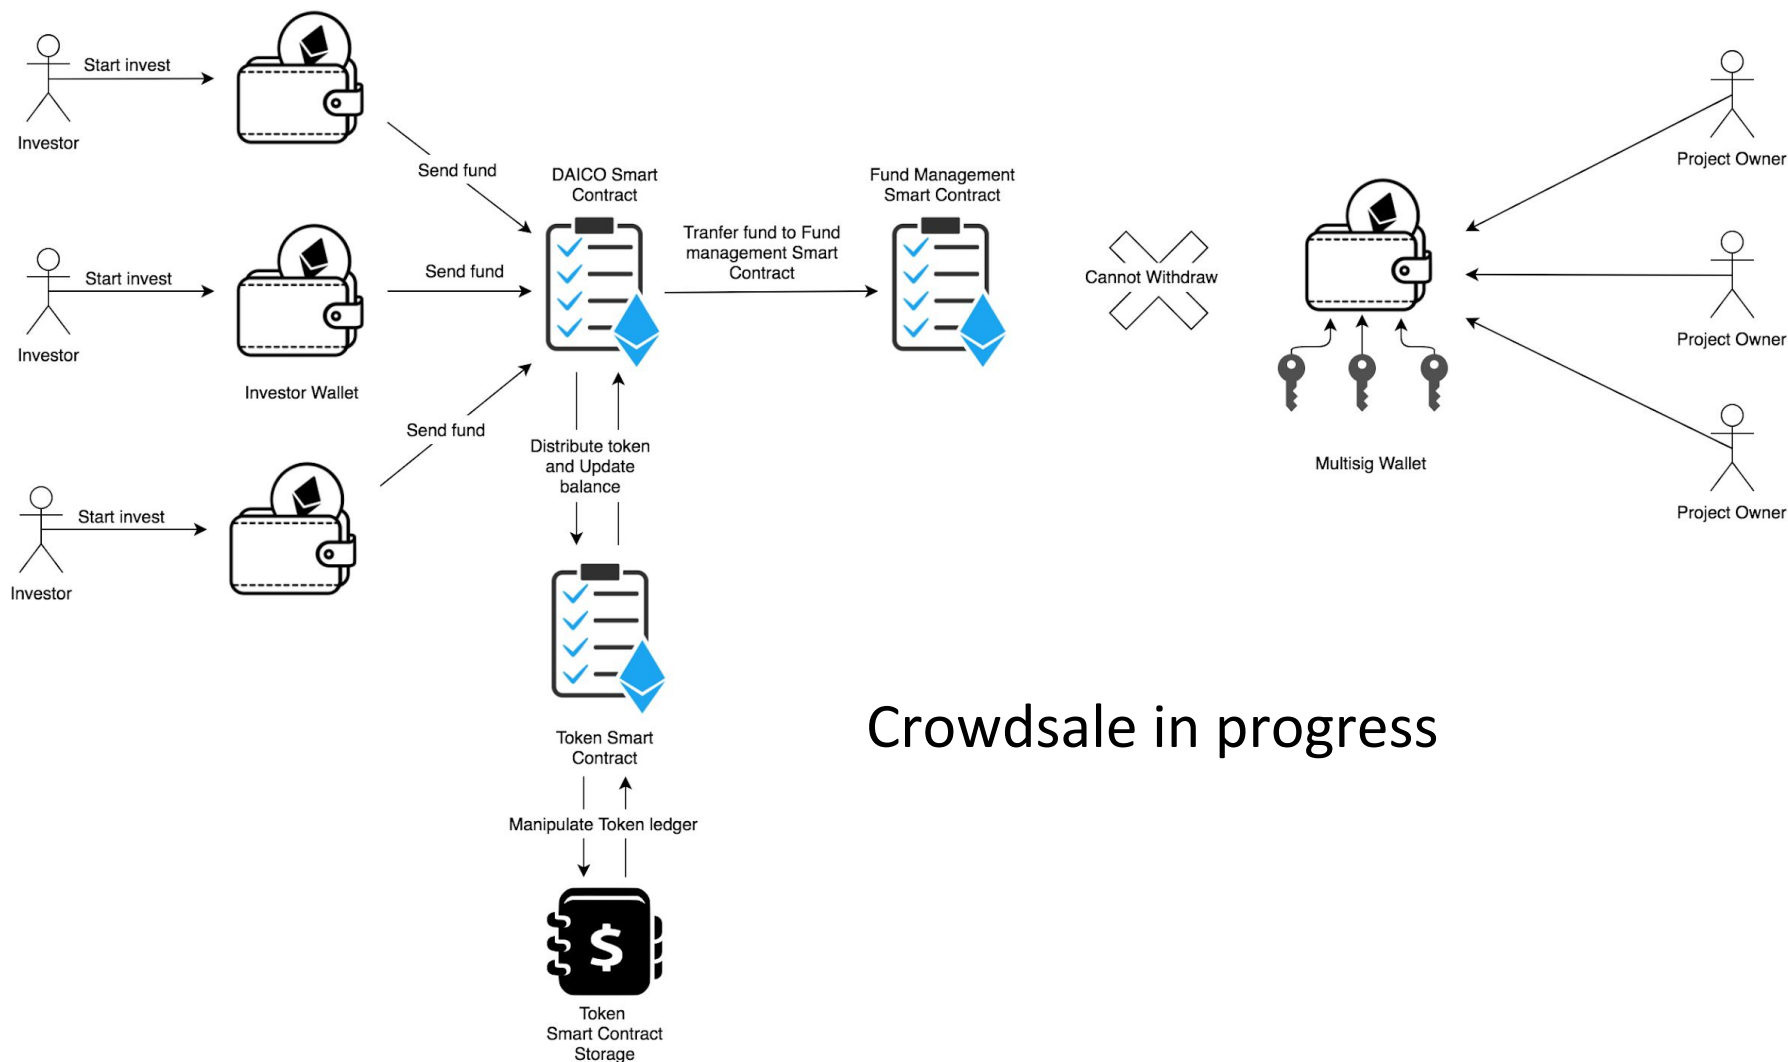 Start invest
Investor
Send fund
Start invest
Investor
Send fund
Investor Wallet
Start invest
Investor
Send fund
DAICO Smart
Contract
Tranfer fund to Fund
management Smart
Contract
Fund Management
Smart Contract
Cannot Withdraw
Multisig Wallet
Project Owner
Project Owner
Project Owner
Distribute token
and Update
balance
Token Smart
Contract
Manipulate Token ledger
$
Token
Smart Contract
Storage
Crowdsale in progress